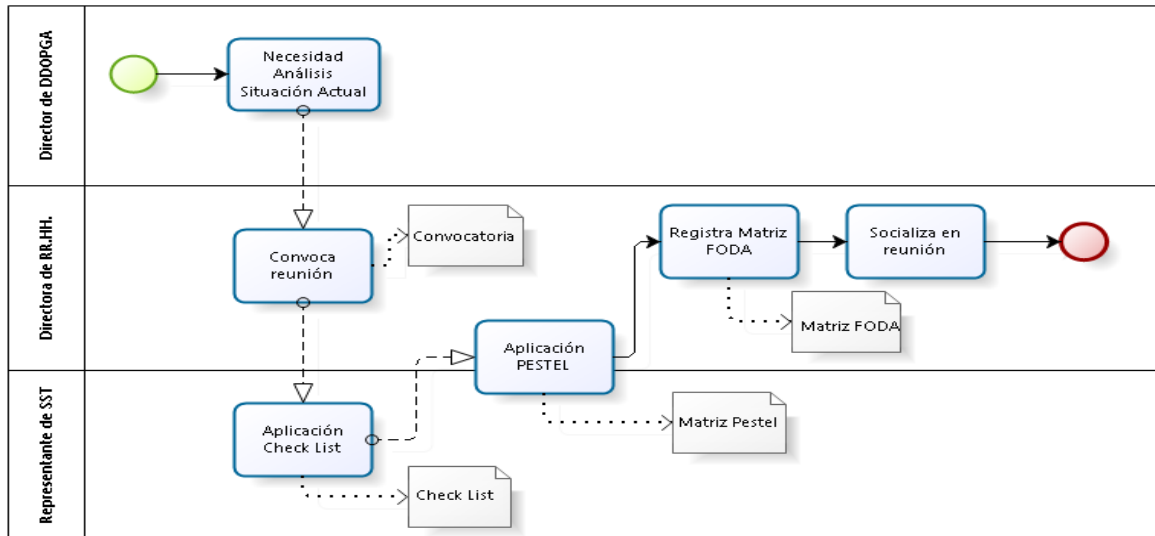 Director de DDOPGA
Necesidad
Análisis
Situación Actual
Directora de RR.HH.
Convoca
reunión
Convocatoria
Registra Matriz
FODA
Socializa en
reunión
Matriz FODA
Aplicación
PESTEL
Representante de SST
Aplicación
Check List
Matriz Pestel
Check List